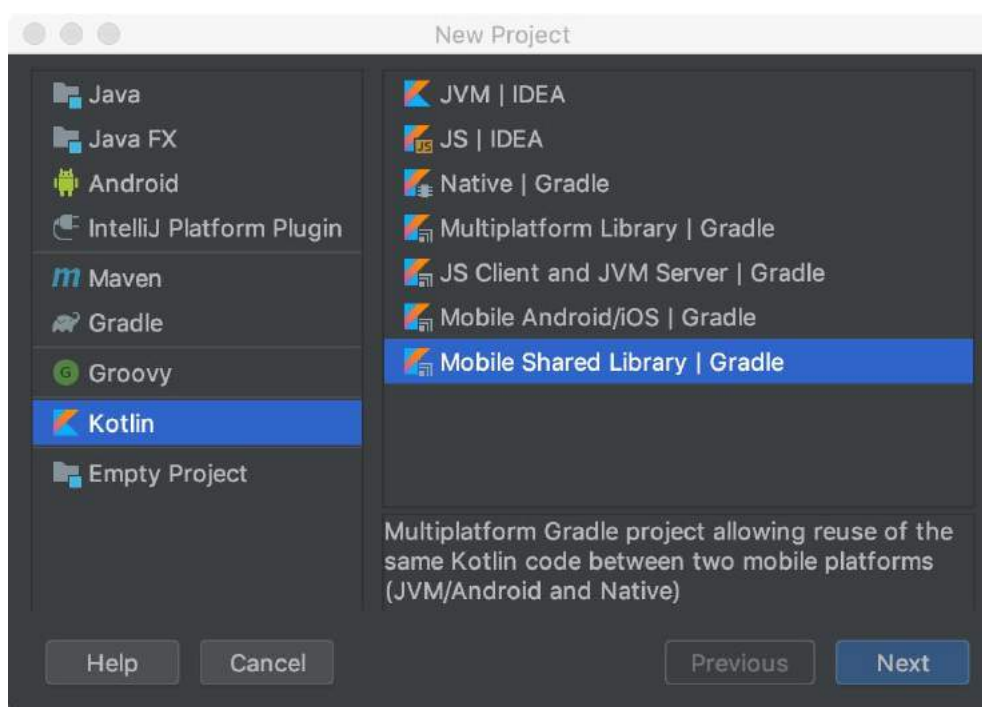 New Project
Java
Java FX
Android
IntelliJ Platform Plugin
m Maven
Gradle
G Groovy
Kotlin
Empty Project
JVM | IDEA
JS JS | IDEA
Native | Gradle
Multiplatform Library | Gradle
JS Client and JVM Server | Gradle
Mobile Android/iOS | Gradle
Mobile Shared Library | Gradle
Multiplatform Gradle project allowing reuse of the
same Kotlin code between two mobile platforms
(JVM/Android and Native)
Help Cancel Previous Next